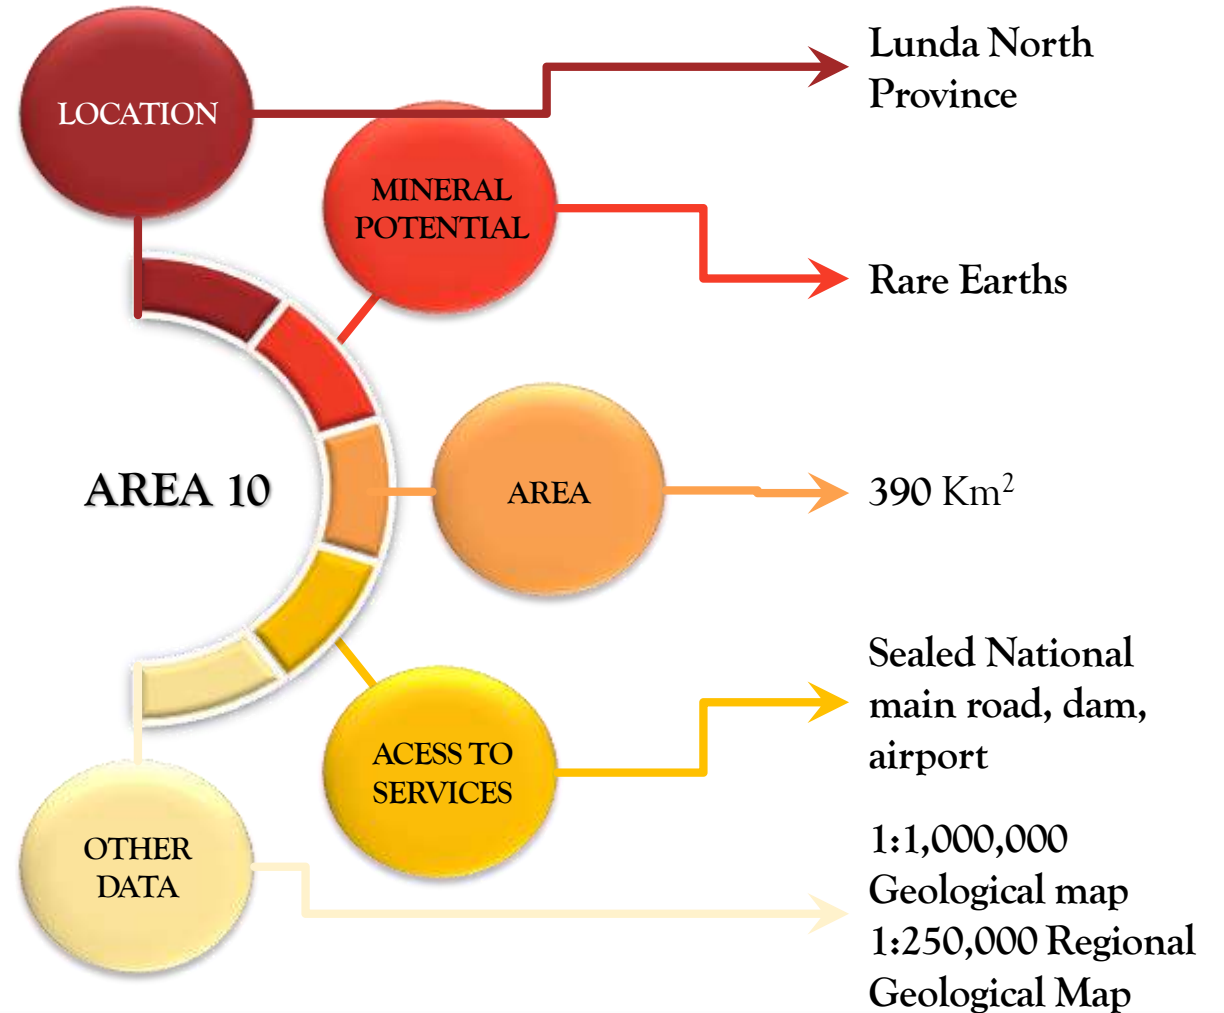 LOCATION
Lunda North
Province
MINERAL
POTENTIAL
Rare Earths
AREA 10
AREA
390 Km²
ACESS TO
SERVICES
Sealed National
main road, dam,
airport
OTHER
DATA
1:1,000,000
Geological map
1:250,000 Regional
Geological Map